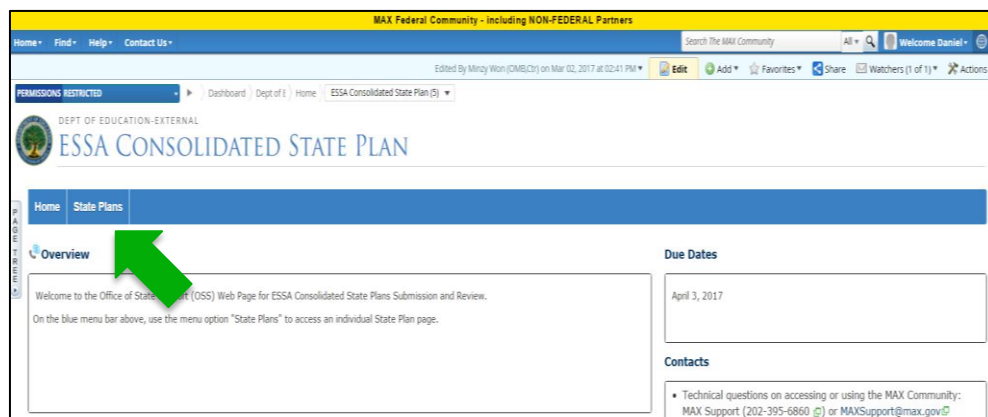 MAX Federal Community - including NON-FEDERAL Partners
Home Find Help Contact Us Search The MAX Community All Welcome Daniel
Edited By Minzy Won (OMB,Ctr) on Mar 02, 2017 at 02:41 PM Edit Add Favorites Share Watchers (1 of 1) Actions
PERMISSIONS RESTRICTED Dashboard Dept of E Home ESSA Consolidated State Plan (5)
DEPT OF EDUCATION-EXTERNAL
ESSA CONSOLIDATED STATE PLAN
Home State Plans
PAGE TREE
Overview
Welcome to the Office of State (OSS) Web Page for ESSA Consolidated State Plans Submission and Review.
On the blue menu bar above, use the menu option "State Plans" to access an individual State Plan page.
Due Dates
April 3, 2017
Contacts
• Technical questions on accessing or using the MAX Community:
MAX Support (202-395-6860) or MAXSupport@max.gov